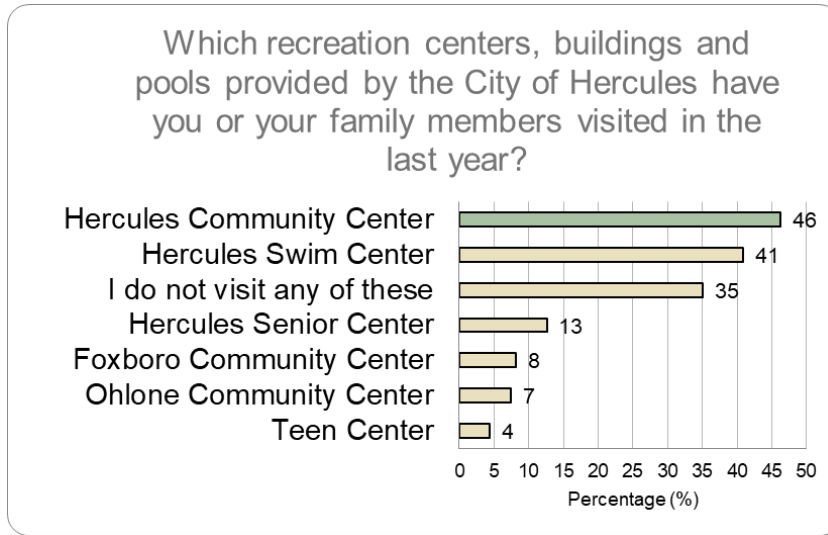 Which recreation centers, buildings and
pools provided by the City of Hercules have
you or your family members visited in the
last year?
Hercules Community Center 46
Hercules Swim Center 41
I do not visit any of these 35
Hercules Senior Center 13
Foxboro Community Center 8
Ohlone Community Center 7
Teen Center 4
0 5 10 15 20 25 30 35 40 45 50
Percentage (%)